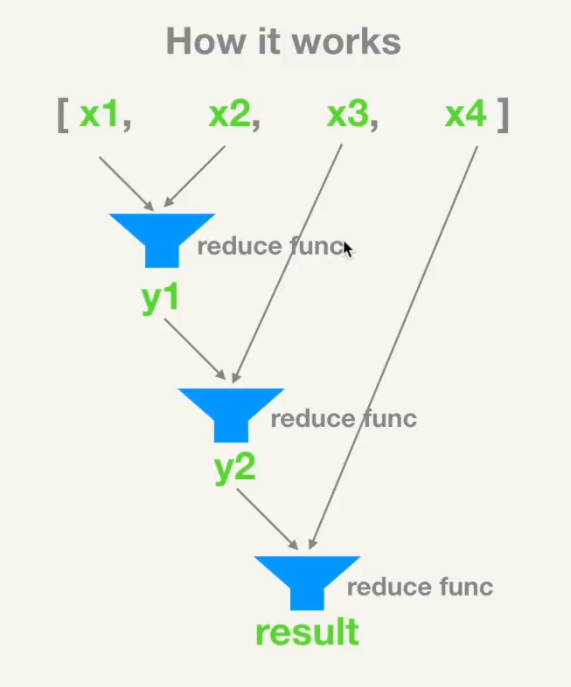 How it works
[ x1, x2, x3, x4 ]
reduce func
y1
reduce func
y2
reduce func
result